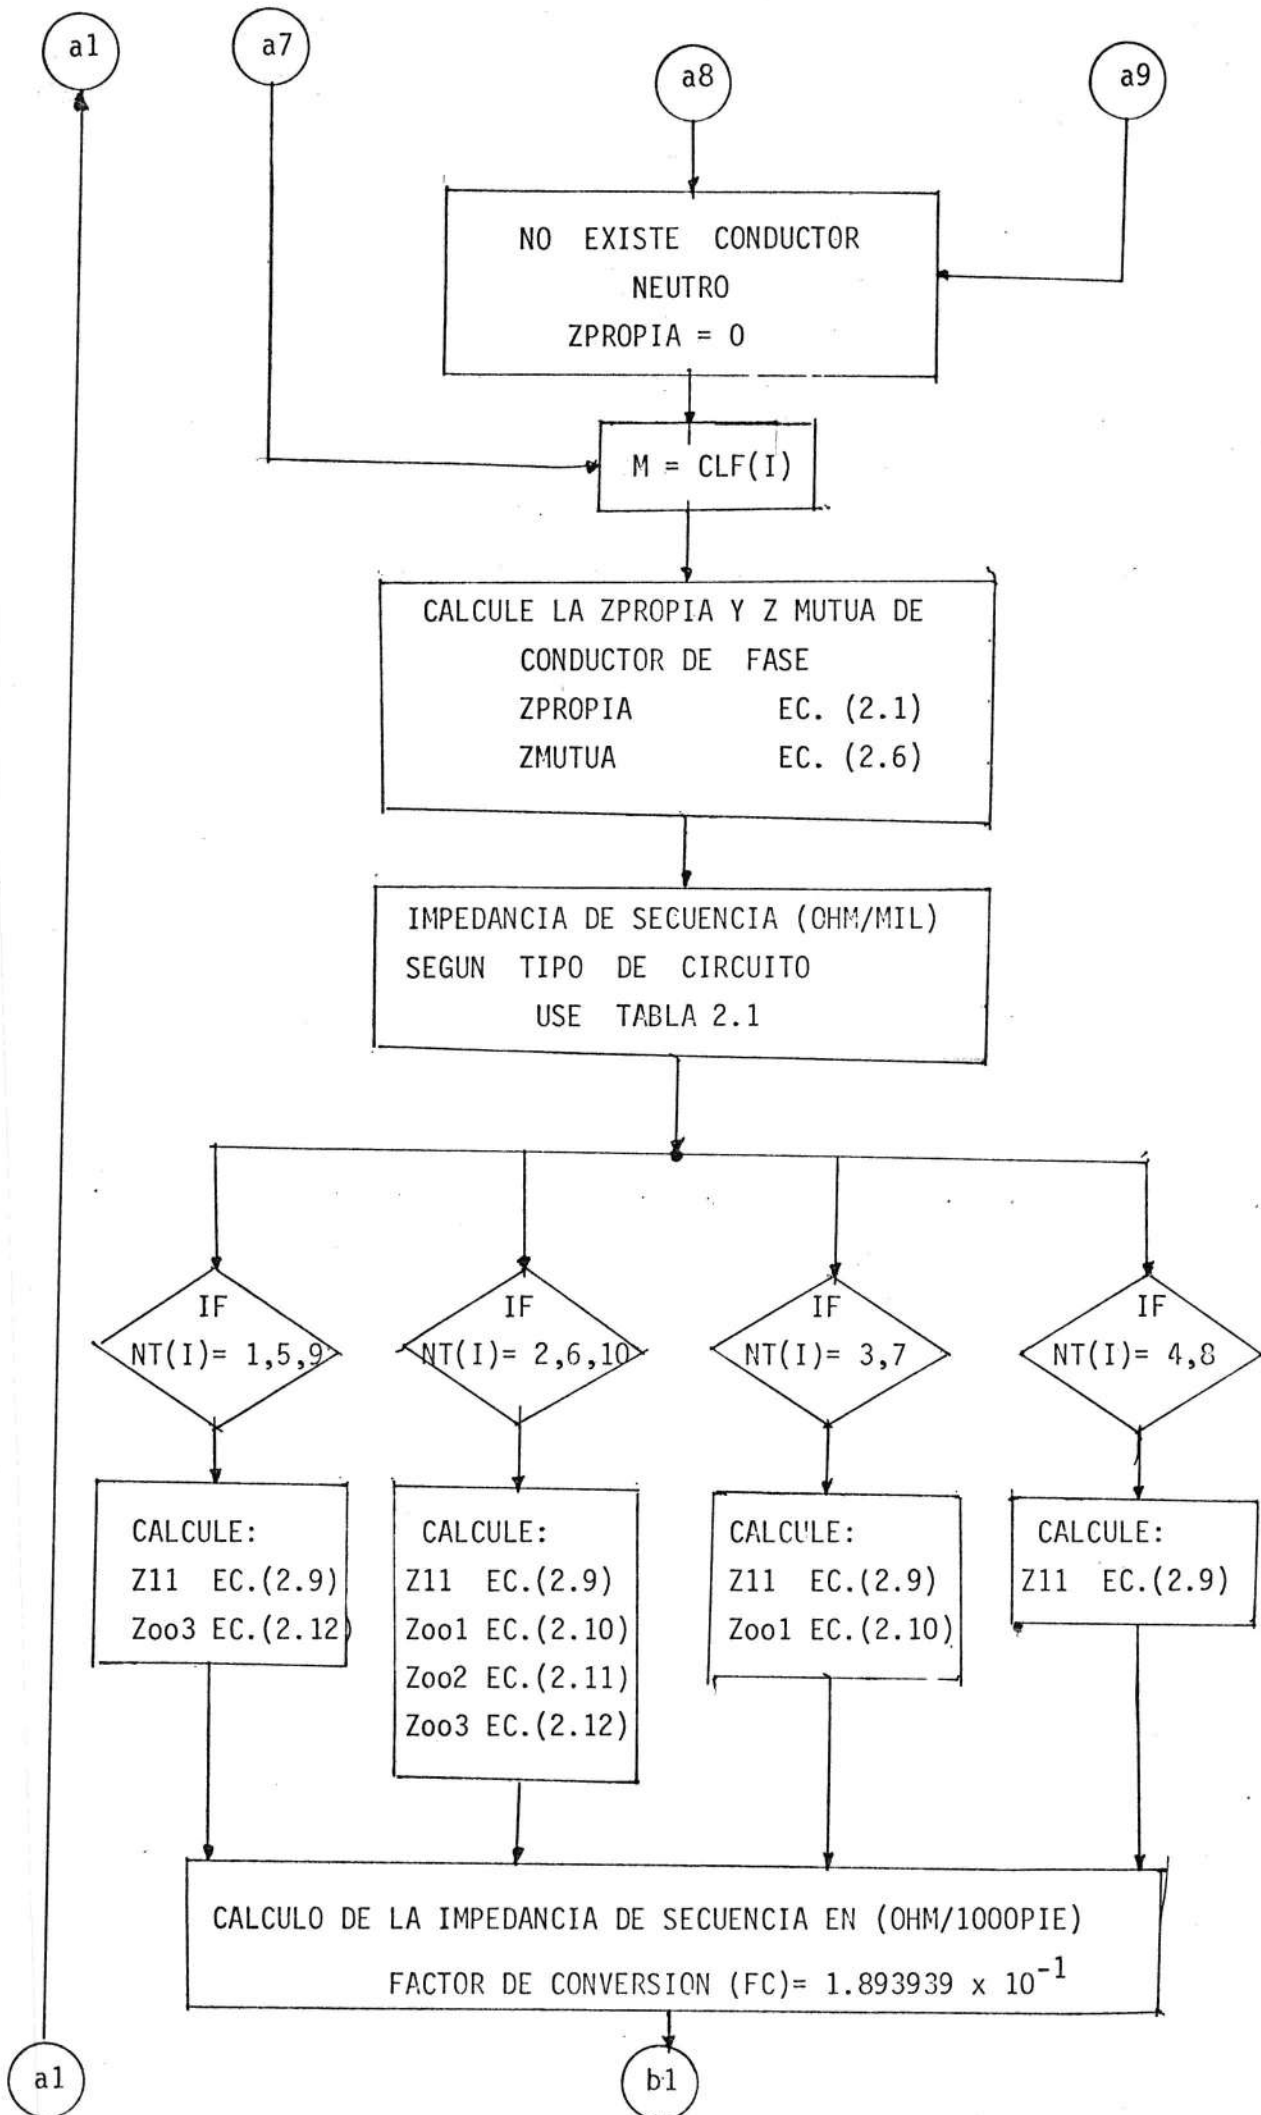 a1
a7
a8
a9
NO EXISTE CONDUCTOR
NEUTRO
ZPROPIA = 0
M = CLF(I)
CALCULE LA ZPROPIA Y Z MUTUA DE
CONDUCTOR DE FASE
ZPROPIA EC. (2.1)
ZMUTUA EC. (2.6)
IMPEDANCIA DE SECUENCIA (OHM/MIL)
SEGUN TIPO DE CIRCUITO
USE TABLA 2.1
IF
NT(I)= 1,5,9
IF
NT(I)= 2,6,10
IF
NT(I)= 3,7
IF
NT(I)= 4,8
CALCULE:
Z11 EC.(2.9)
Zoo3 EC.(2.12)
CALCULE:
Z11 EC.(2.9)
Zoo1 EC.(2.10)
Zoo2 EC.(2.11)
Zoo3 EC.(2.12)
CALCULE:
Z11 EC.(2.9)
Zoo1 EC.(2.10)
CALCULE:
Z11 EC.(2.9)
CALCULO DE LA IMPEDANCIA DE SECUENCIA EN (OHM/1000PIE)
FACTOR DE CONVERSION (FC)= 1.893939 x 10⁻¹
a1
b1